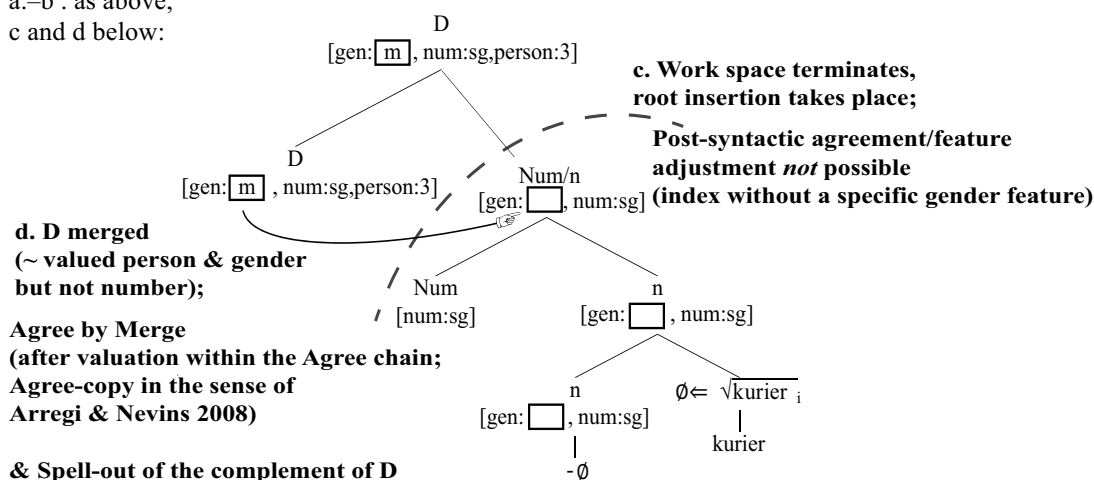 a.–b'. as above,
c and d below:
D
[gen: m , num:sg,person:3]
c. Work space terminates,
root insertion takes place;
Post-syntactic agreement/feature
adjustment not possible
(index without a specific gender feature)
D
[gen: m , num:sg,person:3]
Num/n
[gen: , num:sg]
d. D merged
(~ valued person & gender
but not number);
Num
[num:sg]
n
[gen: , num:sg]
Agree by Merge
(after valuation within the Agree chain;
Agree-copy in the sense of
Arregi & Nevins 2008)
n
[gen: , num:sg]
∅⇐ √kurier i
kurier
-∅
& Spell-out of the complement of D